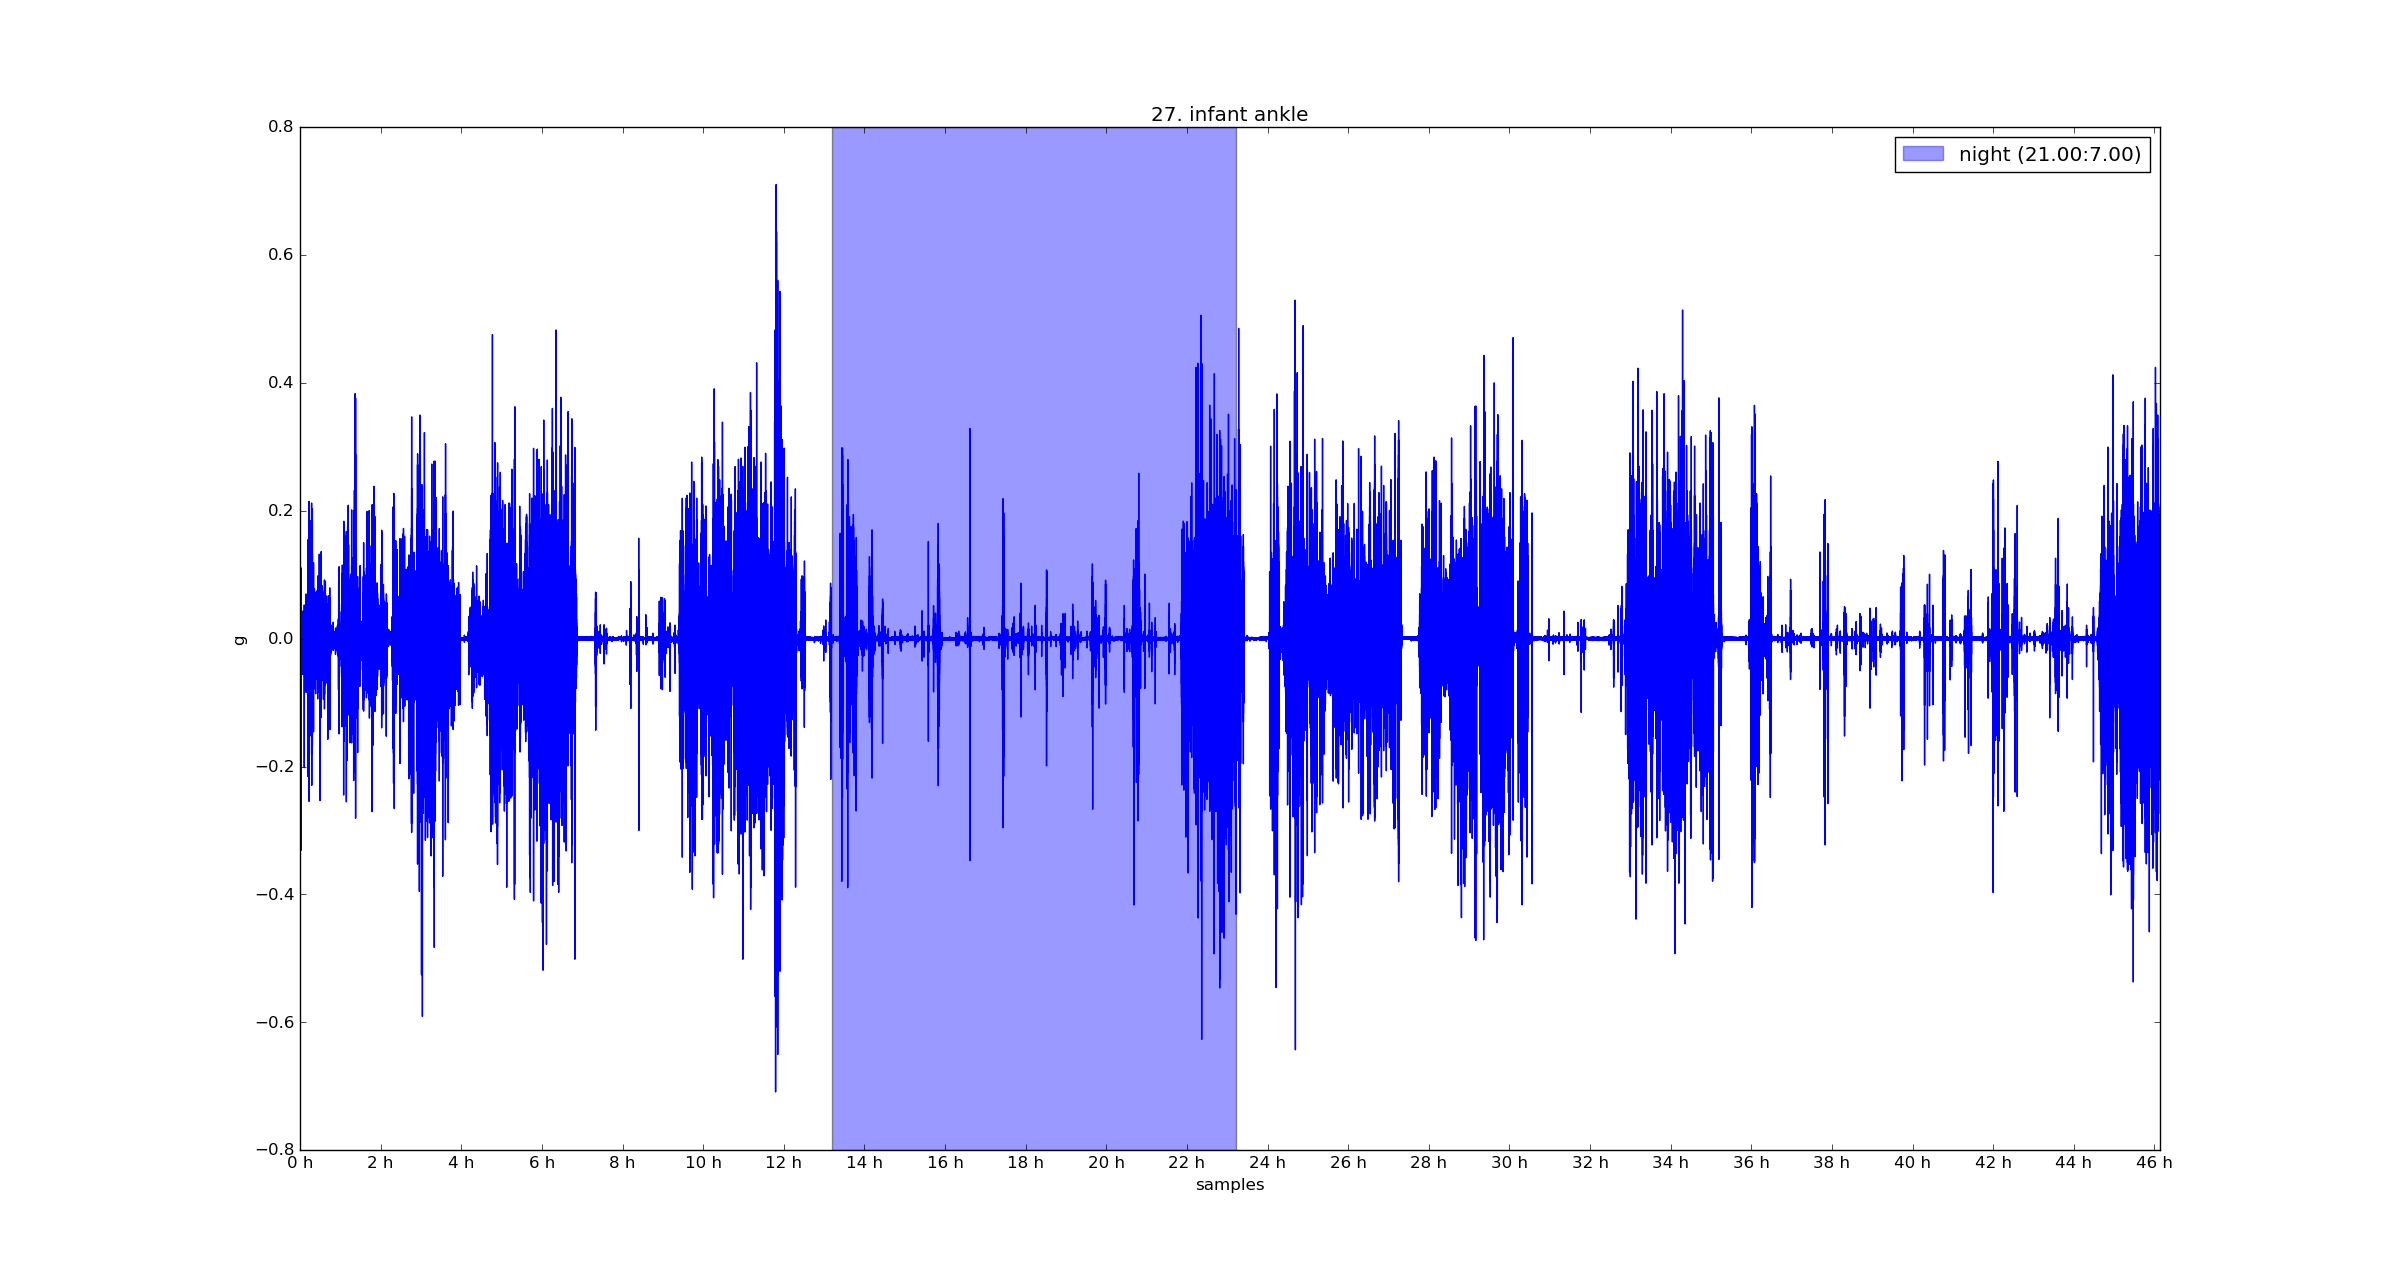 27. infant ankle
night (21.00:7.00)
0.8
0.6
0.4
0.2
0.0
−0.2
−0.4
−0.6
−0.8
g
0 h 2 h 4 h 6 h 8 h 10 h 12 h 14 h 16 h 18 h 20 h 22 h 24 h 26 h 28 h 30 h 32 h 34 h 36 h 38 h 40 h 42 h 44 h 46 h
samples